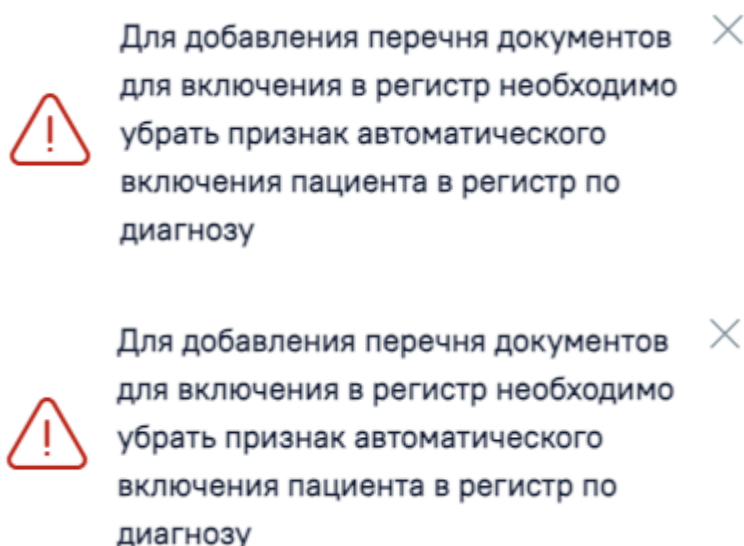 Для добавления перечня документов
для включения в регистр необходимо
убрать признак автоматического
включения пациента в регистр по
диагнозу
Для добавления перечня документов
для включения в регистр необходимо
убрать признак автоматического
включения пациента в регистр по
диагнозу